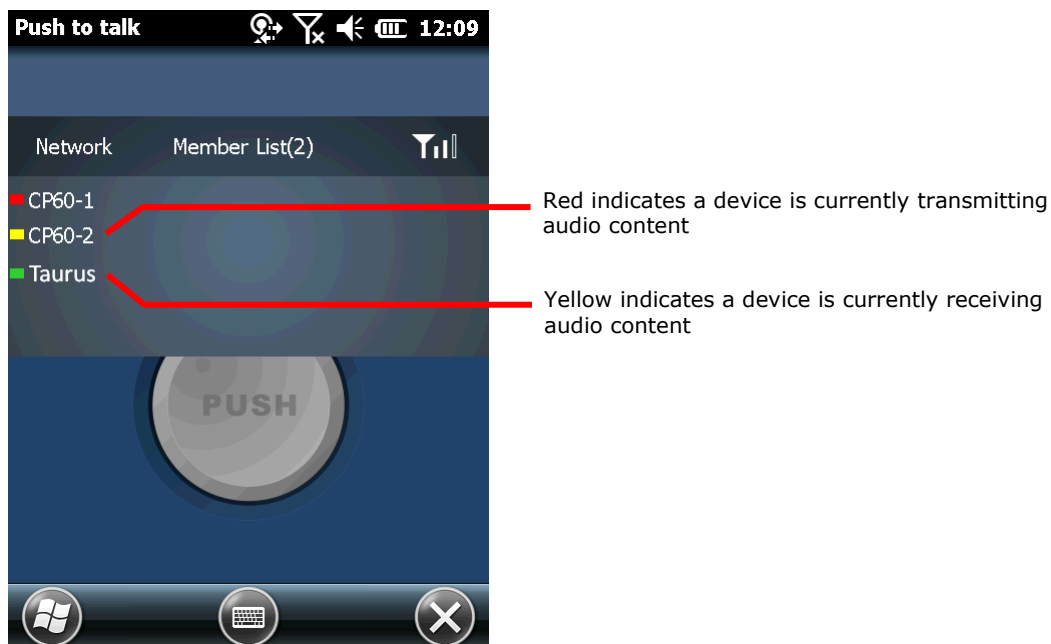 Push to talk 12:09
Network Member List(2)
CP60-1
CP60-2
Taurus
PUSH
Red indicates a device is currently transmitting
audio content
Yellow indicates a device is currently receiving
audio content